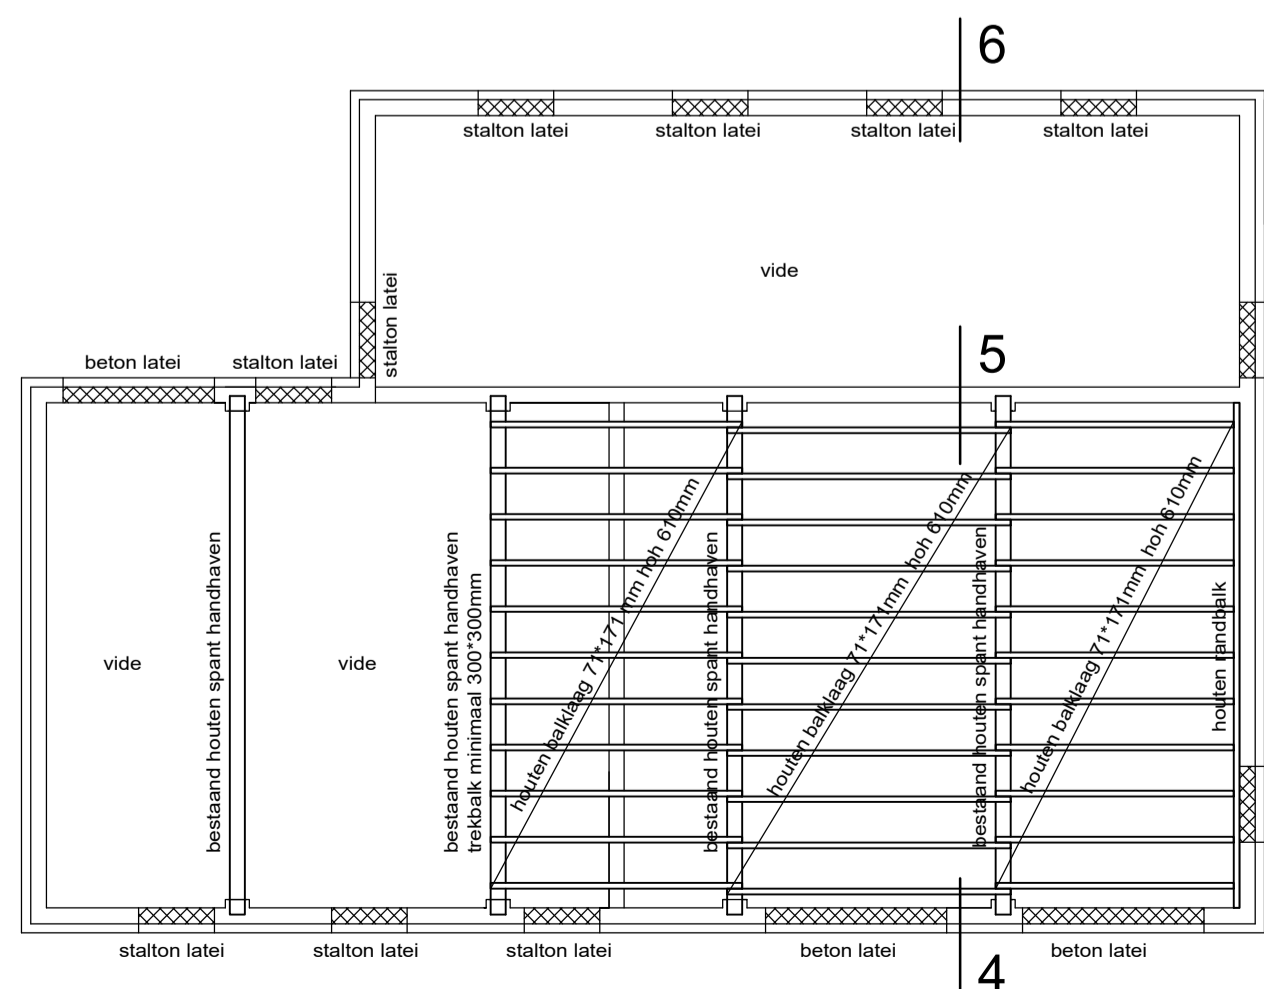 6
stalton latei
stalton latei
stalton latei
stalton latei
vide
stalton latei
5
beton latei
stalton latei
vide
bestaand houten spant handhaven
vide
bestaand houten spant handhaven
trekbalk minimaal 300*300mm
houten balklaag 71*171mm hoh 610mm
bestaand houten spant handhaven
houten balklaag 71*171mm hoh 610mm
bestaand houten spant handhaven
houten balklaag 71*171mm hoh 610mm
houten randbalk
stalton latei
stalton latei
stalton latei
beton latei
beton latei
4